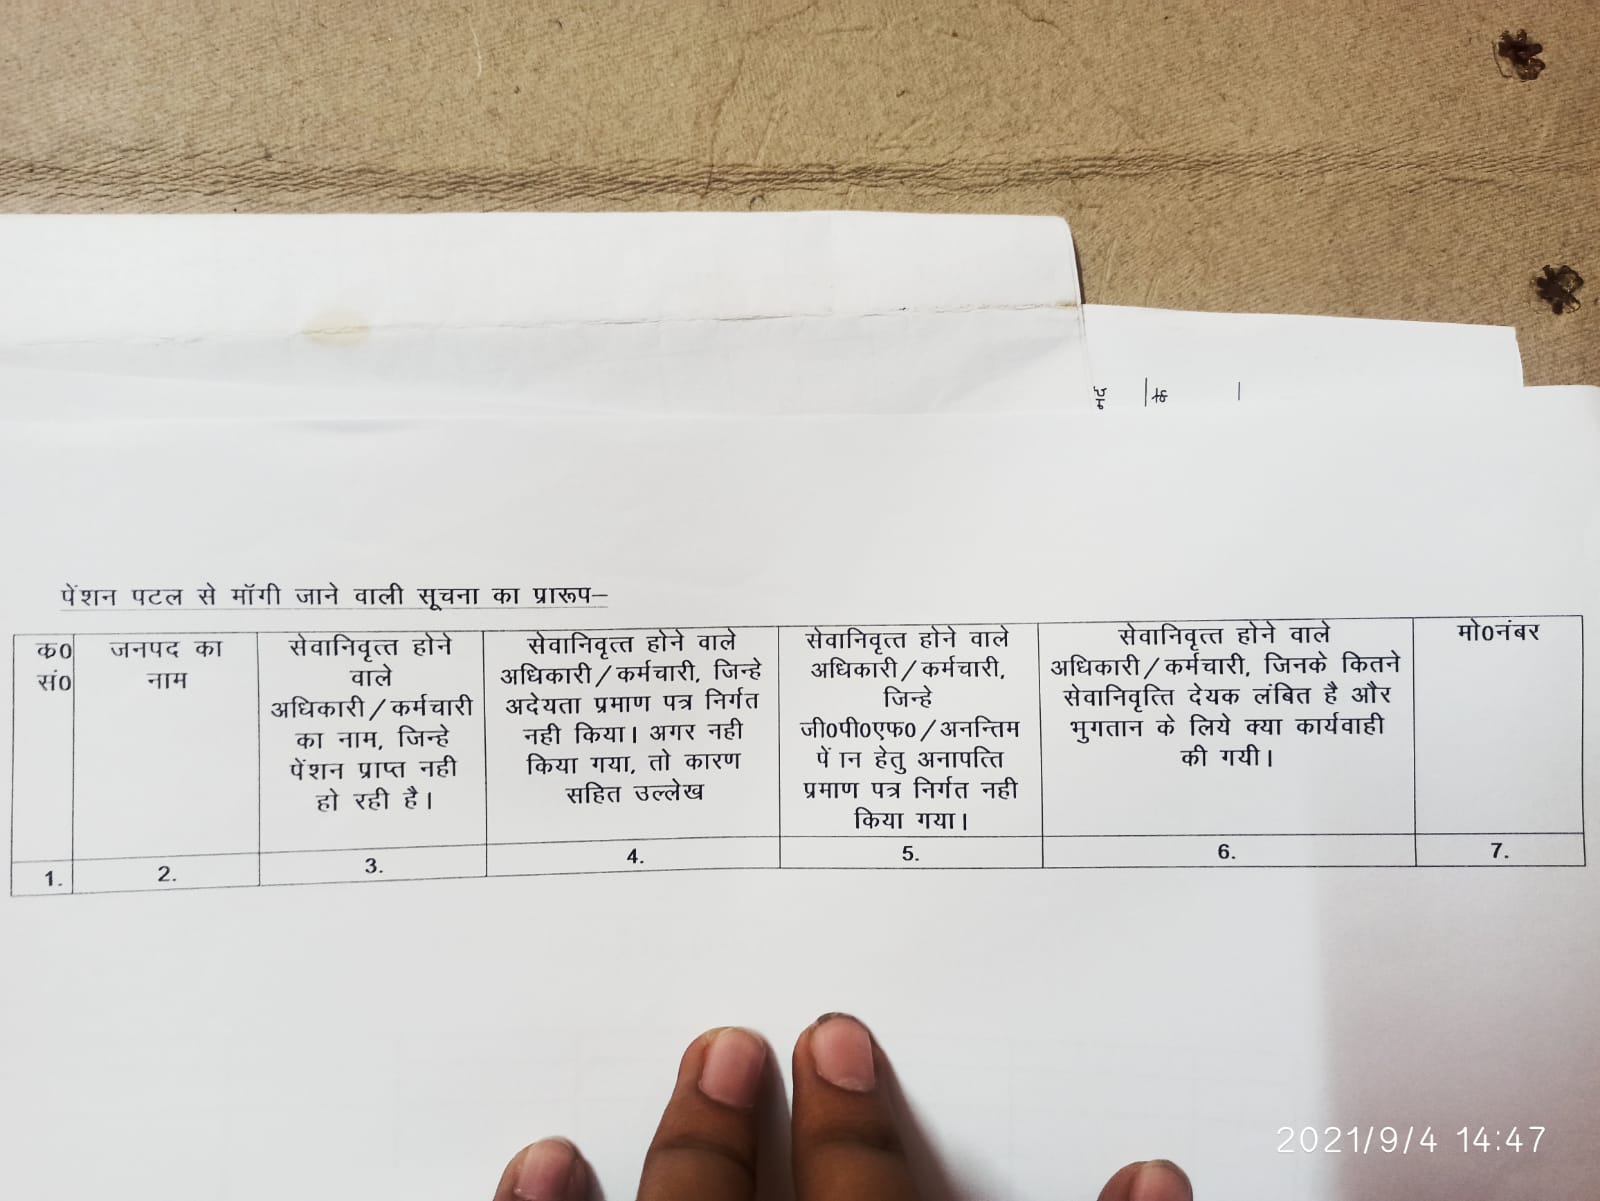 पेंशन पटल से मॉगी जाने वाली सूचना का प्रारूप–
क0
सं0
जनपद का
नाम
सेवानिवृत्त होने
वाले
अधिकारी/कर्मचारी
का नाम, जिन्हे
पेंशन प्राप्त नही
हो रही है।
सेवानिवृत्त होने वाले
अधिकारी/कर्मचारी, जिन्हे
अदेयता प्रमाण पत्र निर्गत
नही किया। अगर नही
किया गया, तो कारण
सहित उल्लेख
सेवानिवृत्त होने वाले
अधिकारी/कर्मचारी,
जिन्हे
जी0पी0एफ0/अनन्तिम
पें ान हेतु अनापत्ति
प्रमाण पत्र निर्गत नही
किया गया।
सेवानिवृत्त होने वाले
अधिकारी/कर्मचारी, जिनके कितने
सेवानिवृत्ति देयक लंबित है और
भुगतान के लिये क्या कार्यवाही
की गयी।
मो0नंबर
1.
2.
3.
4.
5.
6.
7.
2021/9/4 14:47